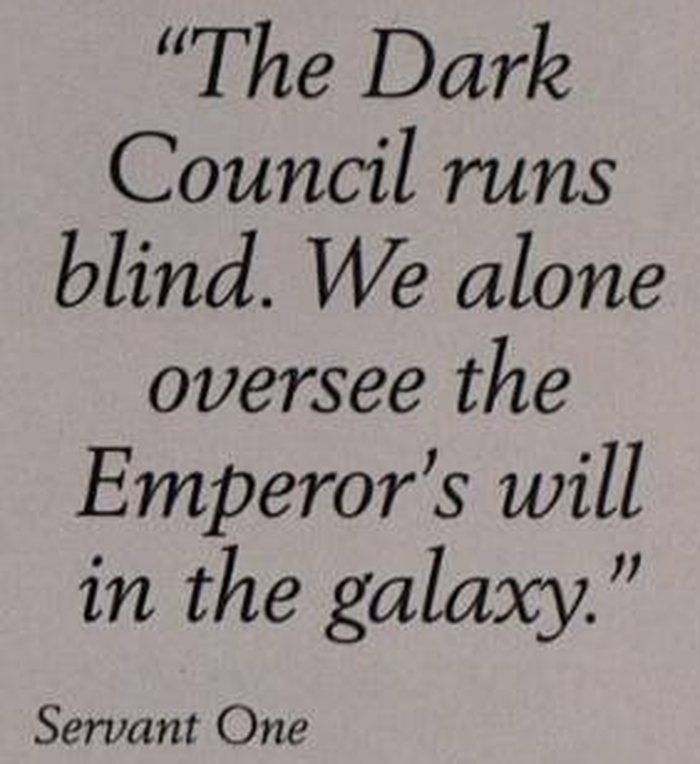 “The Dark
Council runs
blind. We alone
oversee the
Emperor’s will
in the galaxy.”
Servant One